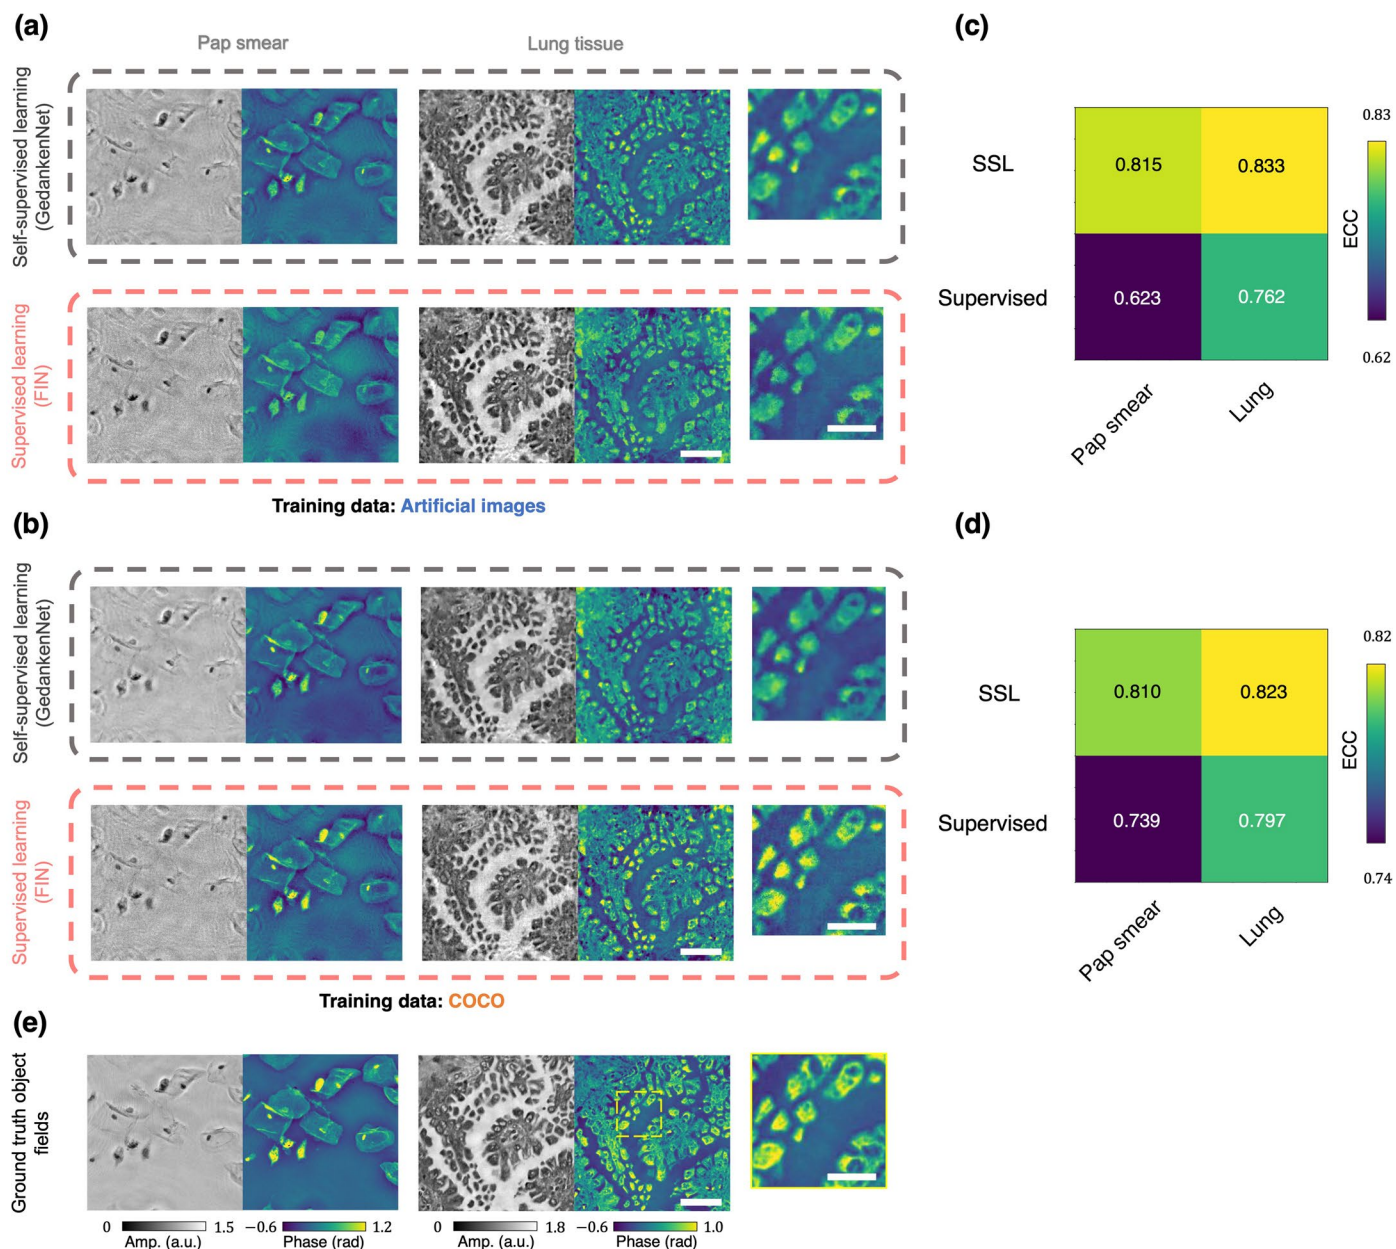 (a)
Pap smear
Lung tissue
Self-supervised learning
(GedankenNet)
Supervised learning
(FIN)
Training data: Artificial images
(b)
Self-supervised learning
(GedankenNet)
Supervised learning
(FIN)
Training data: COCO
(e)
Ground truth object
fields
0
1.5
Amp. (a.u.)
−0.6
1.2
Phase (rad)
0
1.8
Amp. (a.u.)
−0.6
1.0
Phase (rad)
(c)
SSL
0.815
0.833
Supervised
0.623
0.762
Pap smear
Lung
0.83
ECC
0.62
(d)
SSL
0.810
0.823
Supervised
0.739
0.797
Pap smear
Lung
0.82
ECC
0.74